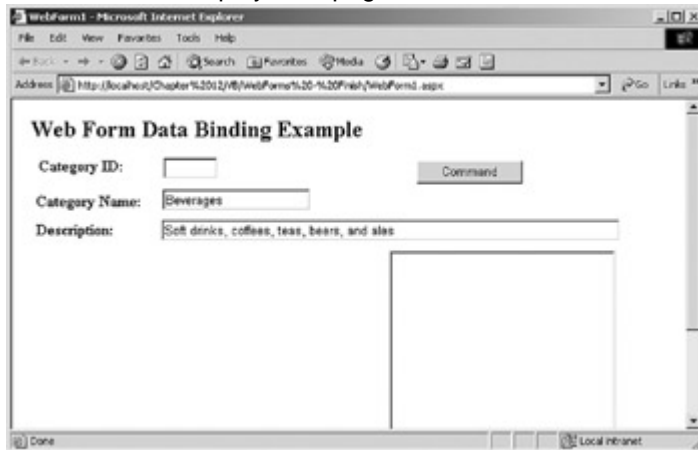 WebForm1 - Microsoft Internet Explorer
File Edit View Favorites Tools Help
Back Search Favorites Media
Address http://localhost/Chapter%2012/VB/WebForms%20-%20Finish/WebForm1.aspx Go Links
Web Form Data Binding Example
Category ID:
Command
Category Name: Beverages
Description: Soft drinks, coffees, teas, beers, and ales
Done Local intranet